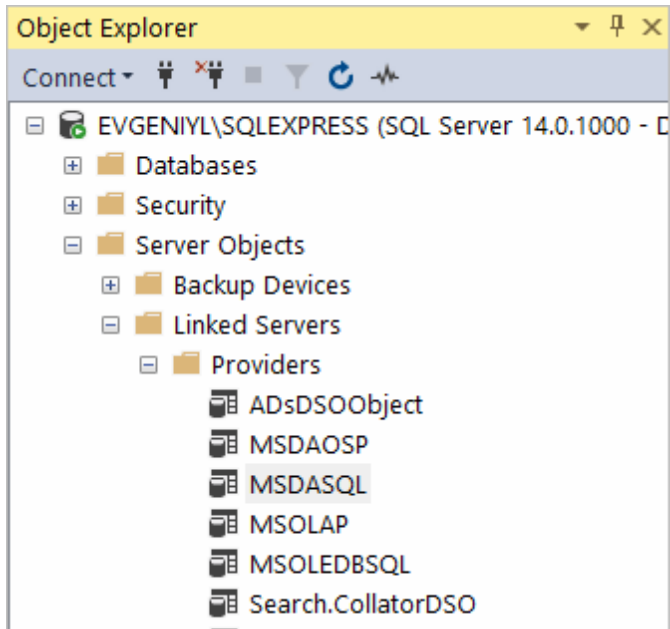 Object Explorer
Connect
EVGENIYL\SQLEXPRESS (SQL Server 14.0.1000 - D
Databases
Security
Server Objects
Backup Devices
Linked Servers
Providers
ADsDSOObject
MSDAOSP
MSDASQL
MSOLAP
MSOLEDBSQL
Search.CollatorDSO